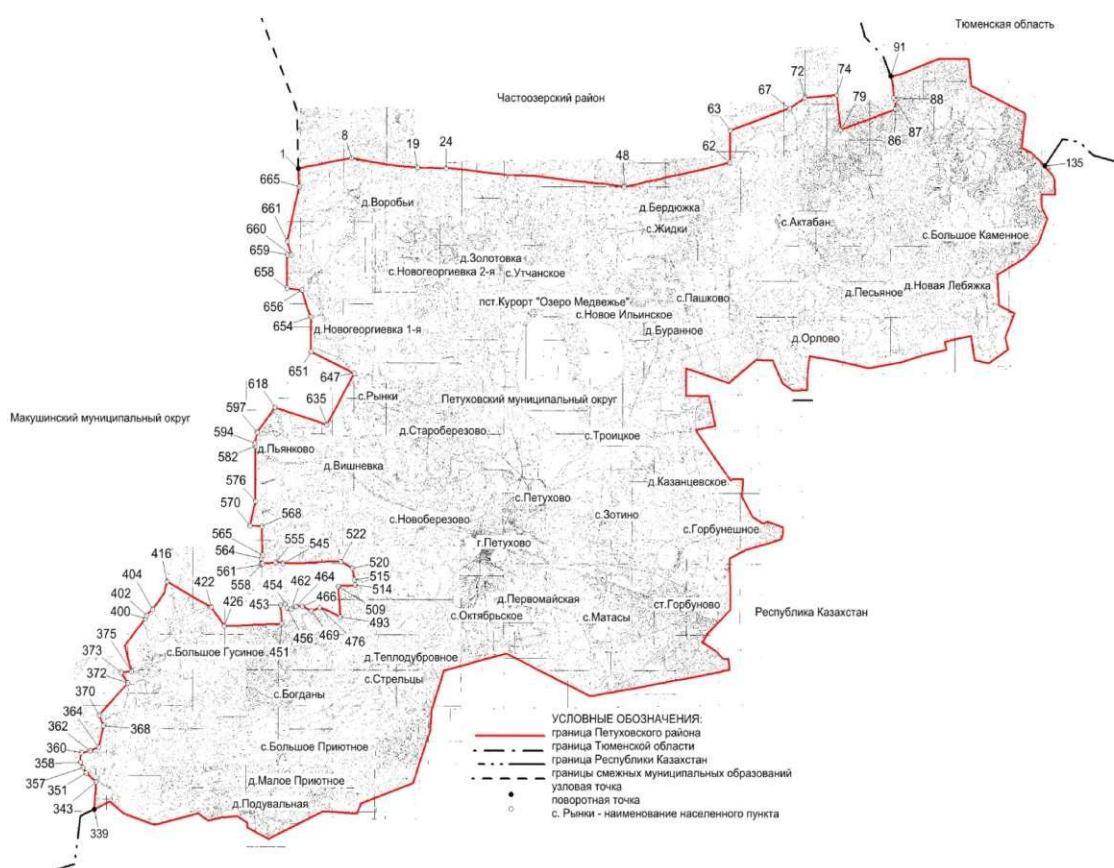 Тюменская область
91
72
74
Частоозерский район
67
79
88
63
87
86
8
19
24
62
1
48
135
665
д.Воробьи
д.Бердюжка
с.Актабан
с.Жидки
с.Большое Каменное
661
660
659
д.Золотовка
с.Новогеоргиевка 2-я
с.Утчанское
658
д.Новая Лебяжка
д.Песьяное
с.Пашково
пст.Курорт "Озеро Медвежье"
656
с.Новое Ильинское
654
д.Новогеоргиевка 1-я
д.Буранное
д.Орлово
651
647
618
635
с.Рынки
Петуховский муниципальный округ
Макушинский муниципальный округ
597
д.Староберезово
с.Троицкое
594
582
д.Пьянково
д.Вишневка
576
д.Казанцевское
с.Петухово
570
568
с.Новоберезово
с.Зотино
с.Горбунешное
565
555
545
522
г.Петухово
564
561
520
416
558
454
462
464
515
514
404
422
453
466
д.Первомайская
ст.Горбуново
402
400
426
509
Республика Казахстан
456
469
493
с.Октябрьское
с.Матасы
451
476
375
с.Большое Гусиное
373
д.Теплодубровное
372
с.Стрельцы
с.Богданы
370
364
368
362
360
с.Большое Приютное
358
357
д.Малое Приютное
351
343
д.Подувальная
339
УСЛОВНЫЕ ОБОЗНАЧЕНИЯ:
граница Петуховского района
граница Тюменской области
граница Республики Казахстан
границы смежных муниципальных образований
узловая точка
поворотная точка
с. Рынки - наименование населенного пункта